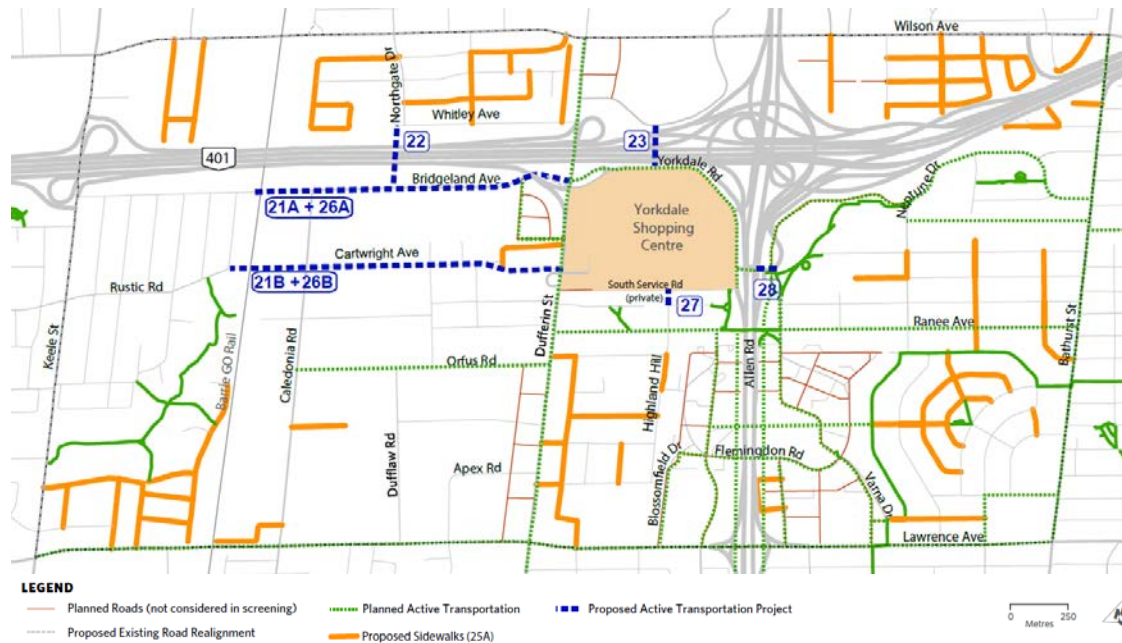 Wilson Ave
Northgate Dr
Whitley Ave
22
23
401
Yorkdale Rd
Bridgeland Ave
21A + 26A
Neptune Dr
Yorkdale
Shopping
Centre
Cartwright Ave
21B + 26B
Rustic Rd
South Service Rd
(private)
27
28
Keele St
Barrie GO Rail
Caledonia Rd
Dufferin St
Ranee Ave
Bathurst St
Orfus Rd
Highland Hill
Allen Rd
Dufflaw Rd
Apex Rd
Blossomfield Dr
Flemingdon Rd
Varna Dr
Lawrence Ave
LEGEND
Planned Roads (not considered in screening)
Planned Active Transportation
Proposed Active Transportation Project
Proposed Existing Road Realignment
Proposed Sidewalks (25A)
0 250
Metres